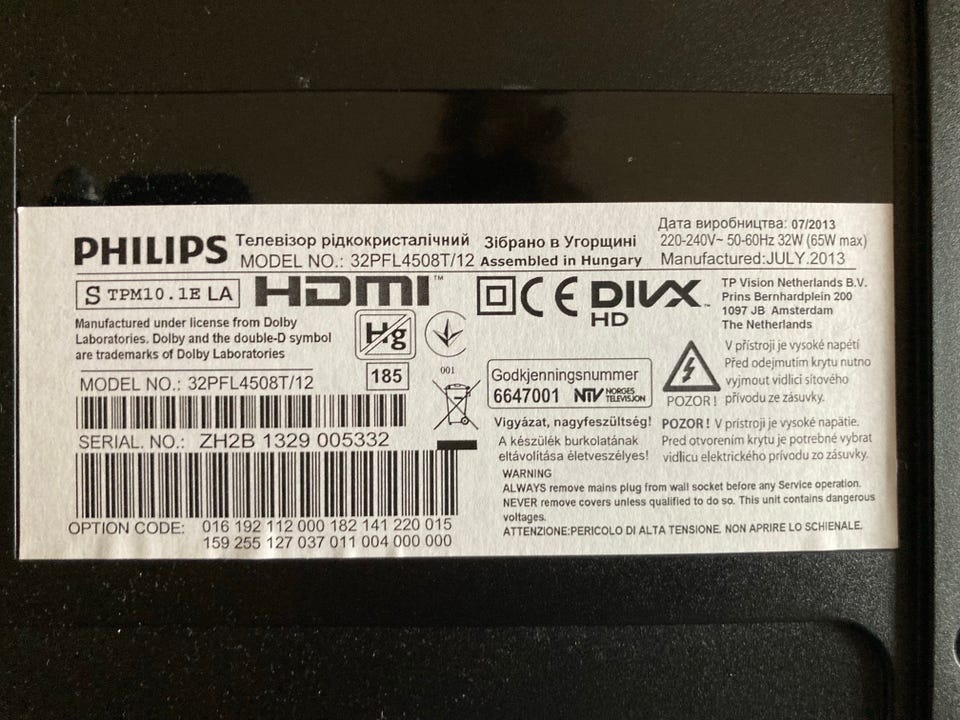 PHILIPS
Телевізор рідкокристалічний
MODEL NO.: 32PFL4508T/12
Зібрано в Угорщині
Assembled in Hungary
Дата виробництва: 07/2013
220-240V~ 50-60Hz 32W (65W max)
Manufactured:JULY.2013
S TPM10.1E LA
HDMI™
CE
DIVX™
HD
TP Vision Netherlands B.V.
Prins Bernhardplein 200
1097 JB Amsterdam
The Netherlands
Manufactured under license from Dolby
Laboratories. Dolby and the double-D symbol
are trademarks of Dolby Laboratories
Hg
185
001
MODEL NO.: 32PFL4508T/12
SERIAL. NO.: ZH2B 1329 005332
OPTION CODE: 016 192 112 000 182 141 220 015
159 255 127 037 011 004 000 000
Godkjenningsnummer
6647001 NTV NORGES
TELEVISJON
POZOR !
V přístroji je vysoké napětí
Před odejmutím krytu nutno
vyjmout vidlici síťového
přívodu ze zásuvky.
Vigyázat, nagyfeszültség!
A készülék burkolatának
eltávolítása életveszélyes!
POZOR ! V prístroji je vysoké napätie.
Pred otvorením krytu je potrebné vybrat
vidlicu elektrického prívodu zo zásuvky.
WARNING
ALWAYS remove mains plug from wall socket before any Service operation.
NEVER remove covers unless qualified to do so. This unit contains dangerous
voltages.
ATTENZIONE:PERICOLO DI ALTA TENSIONE. NON APRIRE LO SCHIENALE.